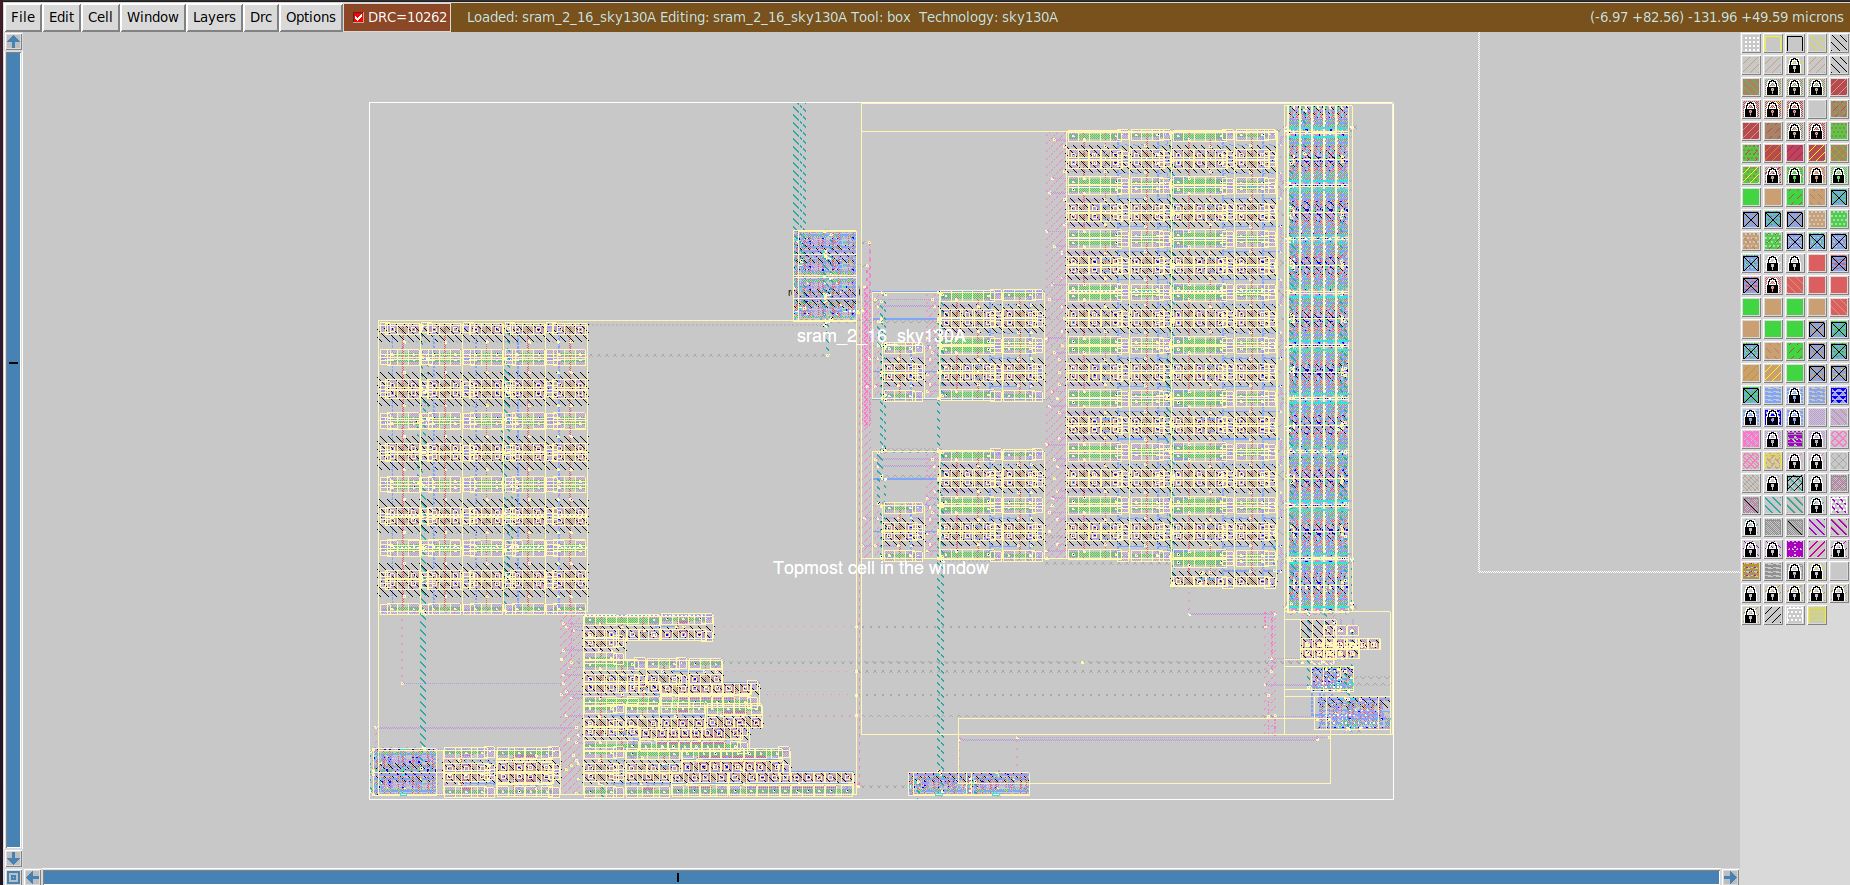 File Edit Cell Window Layers Drc Options DRC=10262 Loaded: sram_2_16_sky130A Editing: sram_2_16_sky130A Tool: box Technology: sky130A (-6.97 +82.56) -131.96 +49.59 microns
sram_2_16_sky130A
Topmost cell in the window